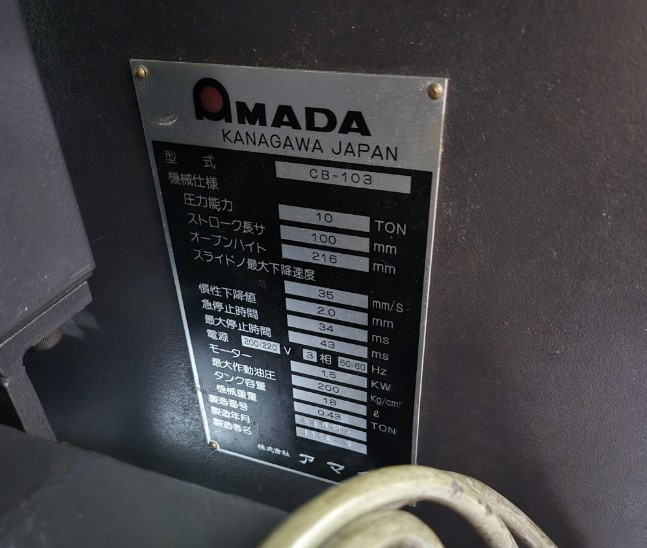 AMADA
KANAGAWA JAPAN
型式 CB-103
機械仕様
圧力能力 10 TON
ストローク長サ 100 mm
オープンハイト 216 mm
スライドノ最大下降速度 35 mm/S
慣性下降値 2.0 mm
急停止時間 34 ms
最大停止時間 43 ms
電源 200/220 V 3相 50/60 Hz
モーター 1.5 KW
最大作動油圧 200 Kg/cm²
タンク容量 18 ℓ
機械重量 0.43 TON
製造番号
製造年月
製造者名
株式会社 アマ